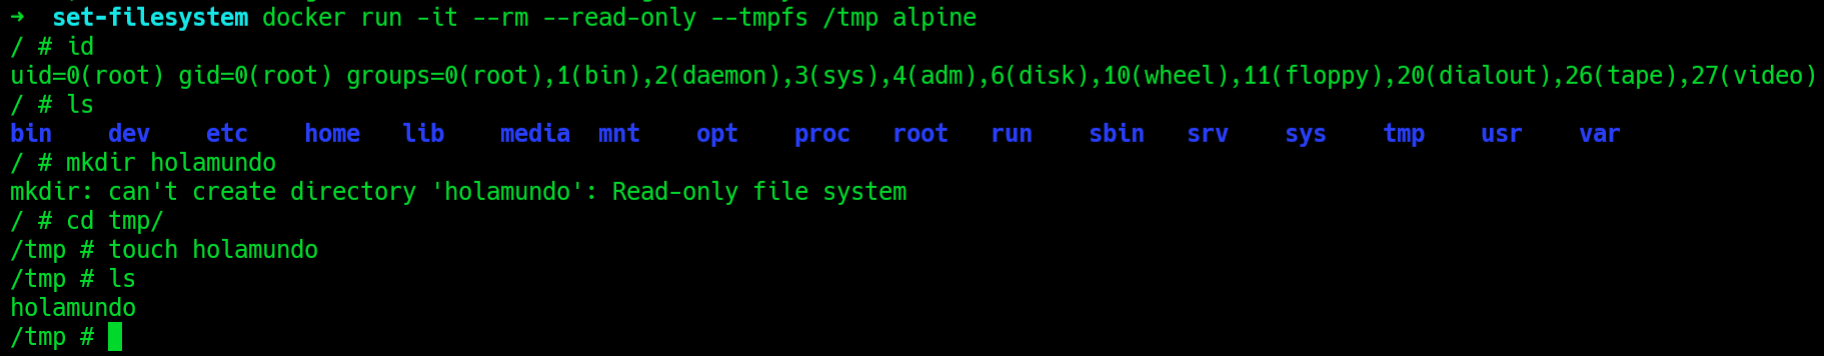 → set-filesystem docker run -it --rm --read-only --tmpfs /tmp alpine
/ # id
uid=0(root) gid=0(root) groups=0(root),1(bin),2(daemon),3(sys),4(adm),6(disk),10(wheel),11(floppy),20(dialout),26(tape),27(video)
/ # ls
bin dev etc home lib media mnt opt proc root run sbin srv sys tmp usr var
/ # mkdir holamundo
mkdir: can't create directory 'holamundo': Read-only file system
/ # cd tmp/
/tmp # touch holamundo
/tmp # ls
holamundo
/tmp #